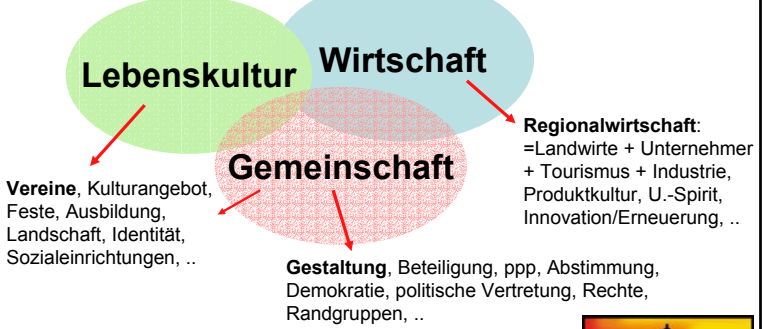 Lebenskultur
Wirtschaft
Gemeinschaft
Regionalwirtschaft:
=Landwirte + Unternehmer
+ Tourismus + Industrie,
Produktkultur, U.-Spirit,
Innovation/Erneuerung, ..
Vereine, Kulturangebot,
Feste, Ausbildung,
Landschaft, Identität,
Sozialeinrichtungen, ..
Gestaltung, Beteiligung, ppp, Abstimmung,
Demokratie, politische Vertretung, Rechte,
Randgruppen, ..